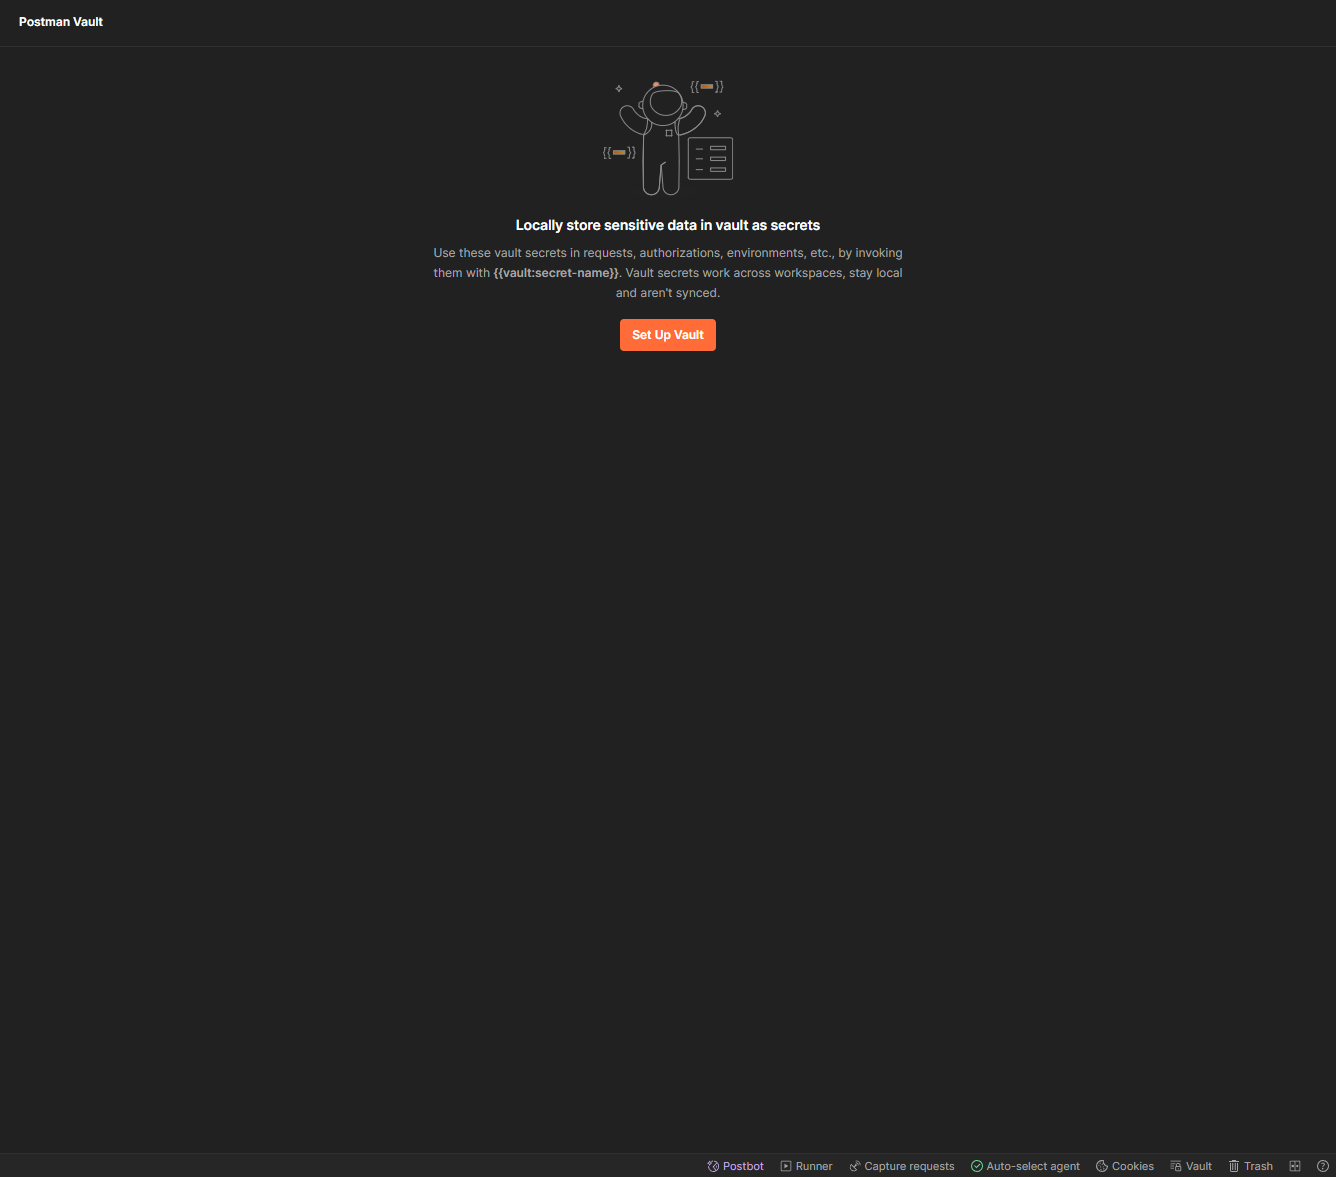 Postman Vault
{{ }}
{{ }}
Locally store sensitive data in vault as secrets
Use these vault secrets in requests, authorizations, environments, etc., by invoking
them with {{vault:secret-name}}. Vault secrets work across workspaces, stay local
and aren't synced.
Set Up Vault
Postbot Runner Capture requests Auto-select agent Cookies Vault Trash